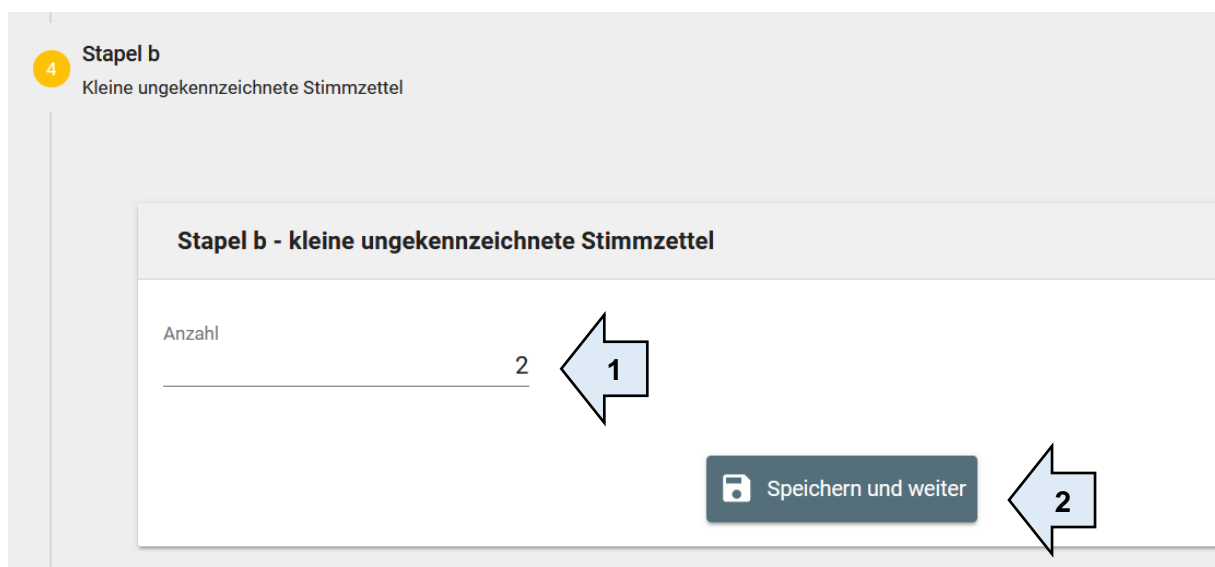 4
Stapel b
Kleine ungekennzeichnete Stimmzettel
Stapel b - kleine ungekennzeichnete Stimmzettel
Anzahl
2
1
Speichern und weiter
2